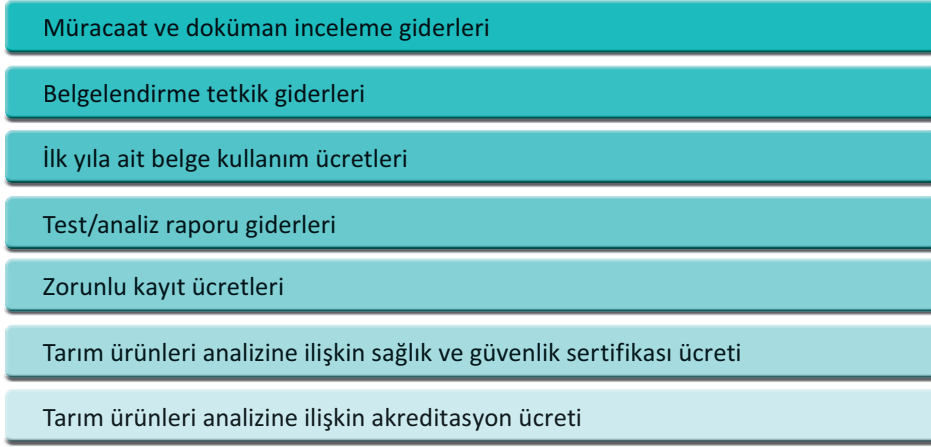 Müracaat ve doküman inceleme giderleri
Belgelendirme tetkik giderleri
İlk yıla ait belge kullanım ücretleri
Test/analiz raporu giderleri
Zorunlu kayıt ücretleri
Tarım ürünleri analizine ilişkin sağlık ve güvenlik sertifikası ücreti
Tarım ürünleri analizine ilişkin akreditasyon ücreti